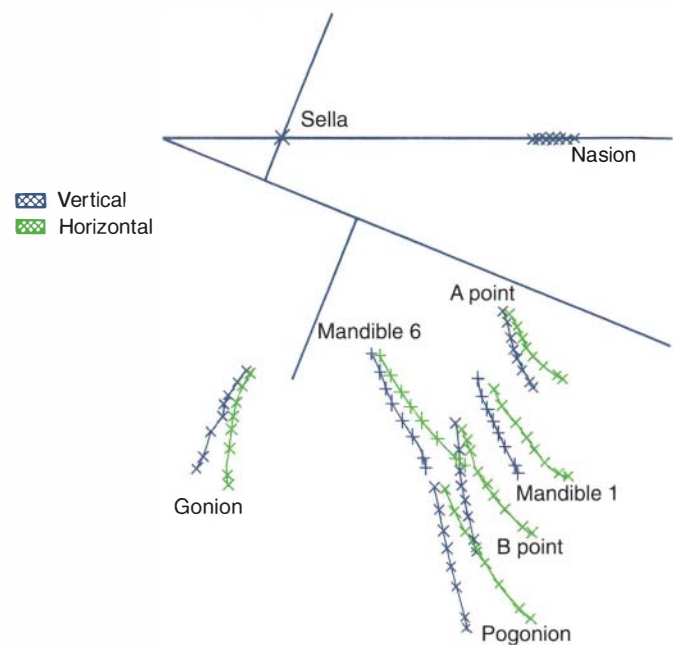 Sella
Nasion
Vertical
Horizontal
A point
Mandible 6
Mandible 1
Gonion
B point
Pogonion